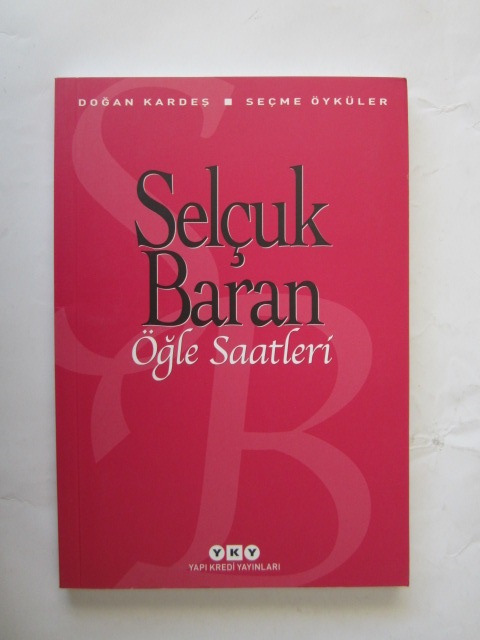 DOĞAN KARDEŞ ■ SEÇME ÖYKÜLER
Selçuk
Baran
Öğle Saatleri
YKY
YAPI KREDİ YAYINLARI